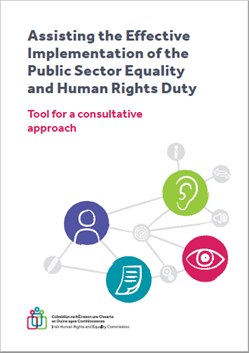 Assisting the Effective
Implementation of the
Public Sector Equality
and Human Rights Duty
Tool for a consultative
approach
Coimisiún na hÉireann um Chearta
an Duine agus Comhionannas
Irish Human Rights and Equality Commission